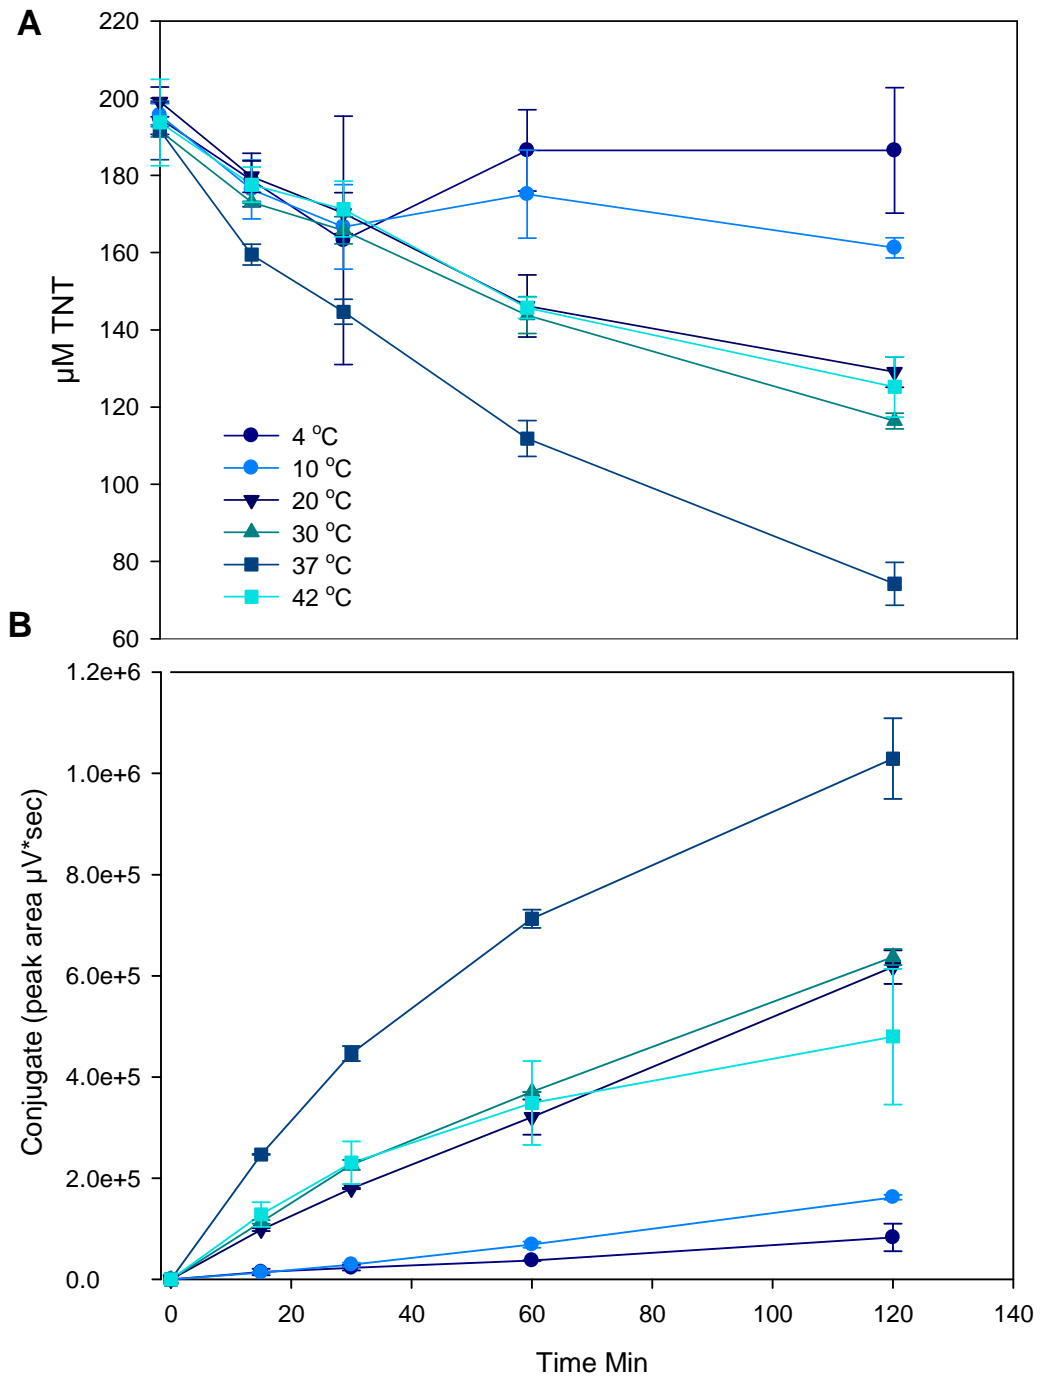 A
220
200
180
160
140
120
100
80
60
µM TNT
4 °C
10 °C
20 °C
30 °C
37 °C
42 °C
B
1.2e+6
1.0e+6
8.0e+5
6.0e+5
4.0e+5
2.0e+5
0.0
Conjugate (peak area µV*sec)
0 20 40 60 80 100 120 140
Time Min